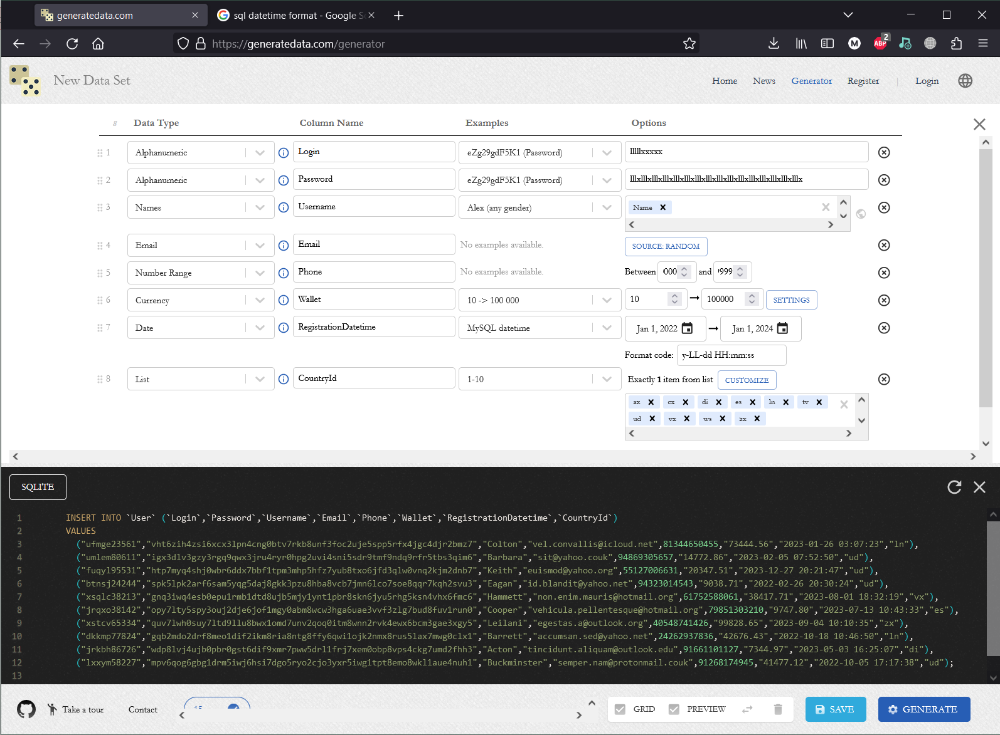 generatedata.com
sql datetime format - Google Se
https://generatedata.com/generator
M
ABP
2
New Data Set
Home
News
Generator
Register
Login
8
Data Type
Column Name
Examples
Options
1
Alphanumeric
Login
eZg29gdF5K1 (Password)
lllllxxxxx
2
Alphanumeric
Password
eZg29gdF5K1 (Password)
3
Names
Username
Alex (any gender)
Name
4
Email
Email
No examples available.
SOURCE: RANDOM
5
Number Range
Phone
No examples available.
Between
and
6
Currency
Wallet
10 -> 100 000
10
100000
SETTINGS
7
Date
RegistrationDatetime
MySQL datetime
Jan 1, 2022
Jan 1, 2024
Format code:
y-LL-dd HH:mm:ss
8
List
CountryId
1-10
Exactly 1 item from list
CUSTOMIZE
ax cx di es ln tv
ud vx ws zx
SQLITE
1 INSERT INTO `User` (`Login`,`Password`,`Username`,`Email`,`Phone`,`Wallet`,`RegistrationDatetime`,`CountryId`)
2 VALUES
3 ("ufmge23561","vht6zih4zsi6xcx3lpn4cng0btv7rkb8unf3foc2uje5spp5rfx4jgc4djr2bmz7","Colton","vel.convallis@icloud.net",81344650455,"73444.56","2023-01-26 03:07:23","ln"),
4 ("umlem80611","igx3dlv3gzy3rgq9qwx3jru4ryr0hpg2uvi4sni5sdr9tmf9ndq9rfr5tbs3qim6","Barbara","sit@yahoo.couk",94869305657,"14772.86","2023-02-05 07:52:50","ud"),
5 ("fuqyl95531","htp7myq4shj0wbr6ddx7bbf1tpm3mhp5hfz7yub8txo6jfd3qlw0vnq2kjm2dnb7","Keith","euismod@yahoo.org",55127006631,"20347.51","2023-12-27 20:21:47","ud"),
6 ("btnsj24244","spk5lpk2arf6sam5yqg5daj8gkk3pzu8hba8vcb7jmn6lco7soe8qqr7kqh2svu3","Eagan","id.blandit@yahoo.net",94323014543,"9038.71","2022-02-26 20:30:24","ud"),
7 ("xsqlc38213","gnq3iwq4esb0epu1rmb1dtd8ujb5mjy1ynt1pbr8skn6jyu5rhg5ksn4vhx6fmc6","Hammett","non.enim.mauris@hotmail.org",61752588061,"38417.71","2023-08-01 18:32:19","vx"),
8 ("jrqxo38142","opy7lty5spy3ouj2dje6jof1mgy0abm8wcw3hga6uae3vvf3zlg7bud8fuv1run0","Cooper","vehicula.pellentesque@hotmail.org",79851303210,"9747.80","2023-07-13 10:43:33","es"),
9 ("xstcv65334","quv7lwh0suy7ltd9llu8bwx1omd7unv2qoq0itm8wnn2rvk4ewx6bcm3gae3xgy5","Leilani","egestas.a@outlook.org",40548741426,"99828.65","2023-09-04 10:10:35","zx"),
10 ("dkkmp77824","gqb2mdo2drf8meo1dif2ikm8ria8ntg8ffy6qwi1ojk2nmx8rus5lax7mwg0clx1","Barrett","accumsan.sed@yahoo.net",24262937836,"42676.43","2022-10-18 10:46:50","ln"),
11 ("jrkbh86726","wdp8lvj4ujb0pbr0gst6dif9xmr7pww5drl1frj7xem0obp8vps4ckg7umd2fhh3","Acton","tincidunt.aliquam@outlook.edu",91661101127,"7344.97","2023-05-03 16:25:07","di"),
12 ("lxxym58227","mpv6qog6gbg1drm5iwj6hsi7dgo5ryo2cjo3yxr5iwg1tpt8emo8wkl1aue4nuh1","Buckminster","semper.nam@protonmail.couk",91268174945,"41477.12","2022-10-05 17:17:38","ud");
13
Take a tour
Contact
GRID
PREVIEW
SAVE
GENERATE